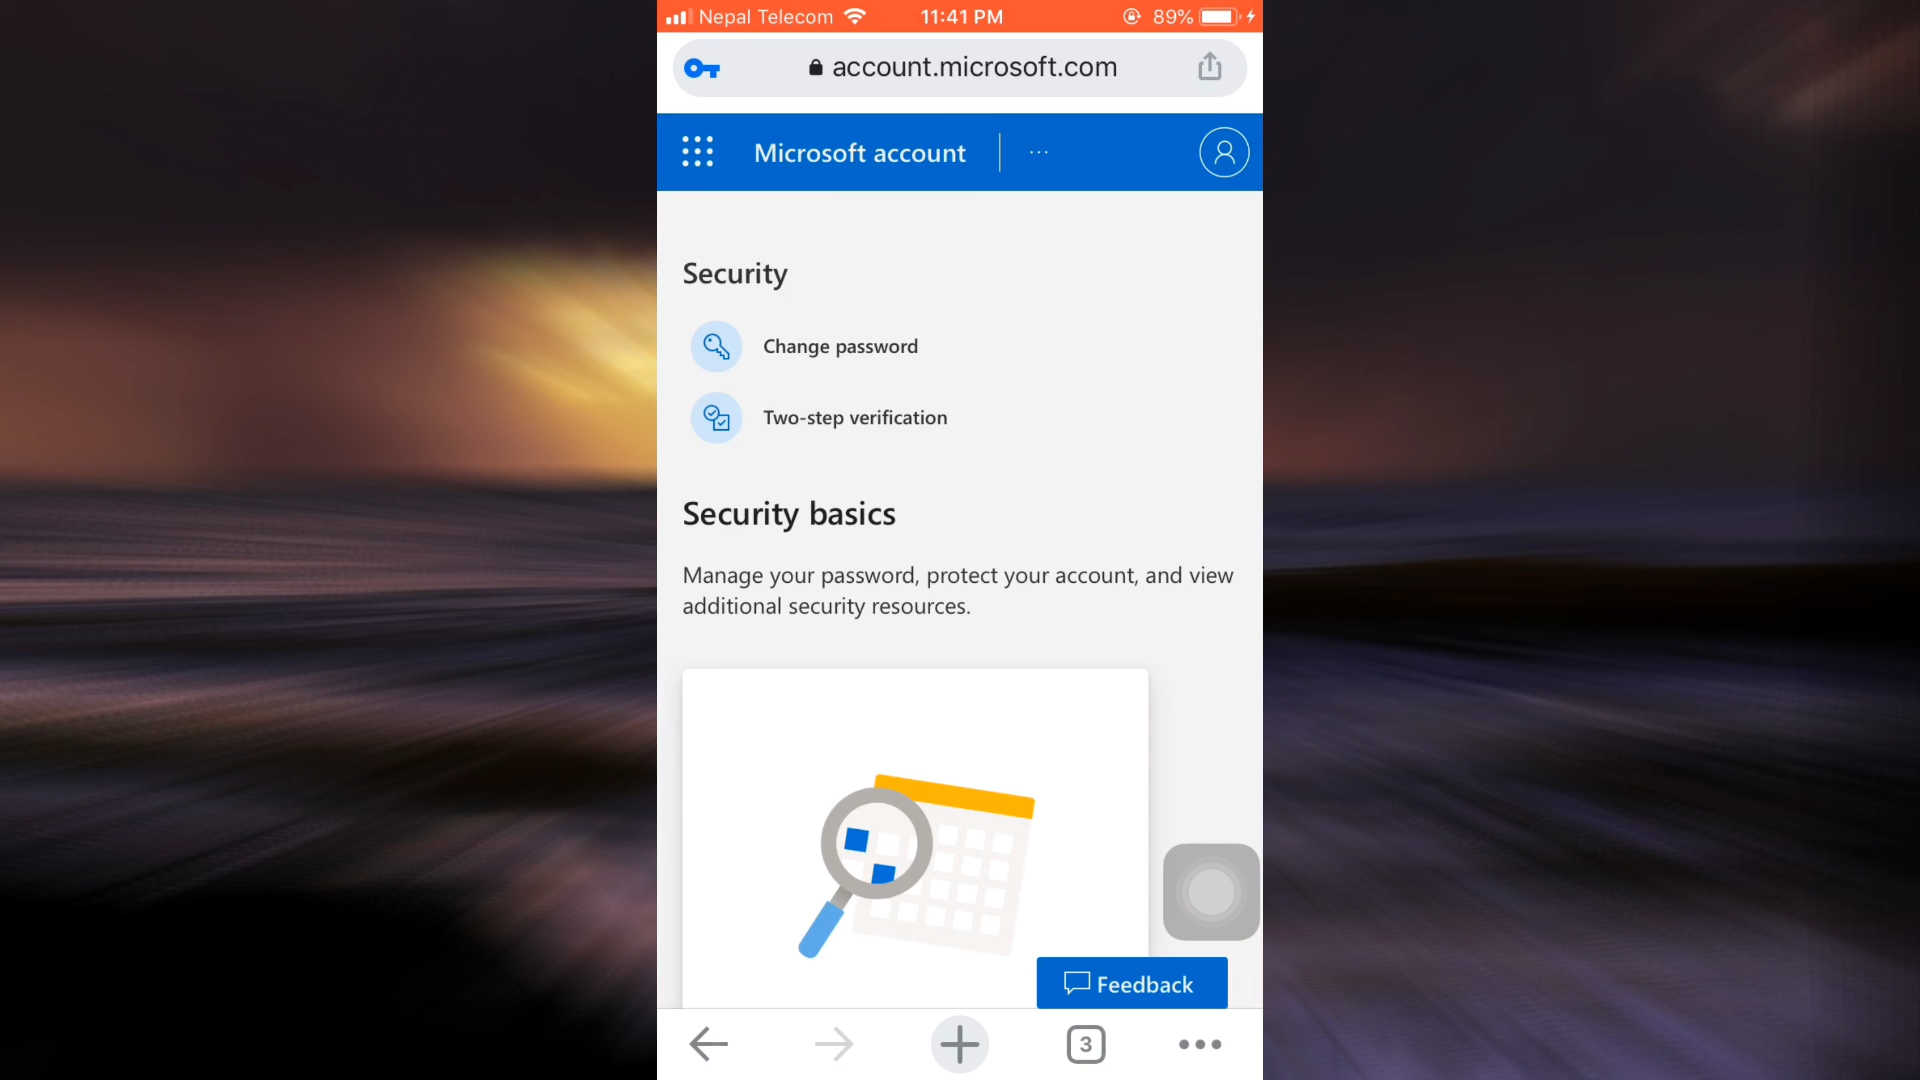 Nepal Telecom 11:41 PM 89%
account.microsoft.com
Microsoft account ...
Security
Change password
Two-step verification
Security basics
Manage your password, protect your account, and view
additional security resources.
Feedback
3